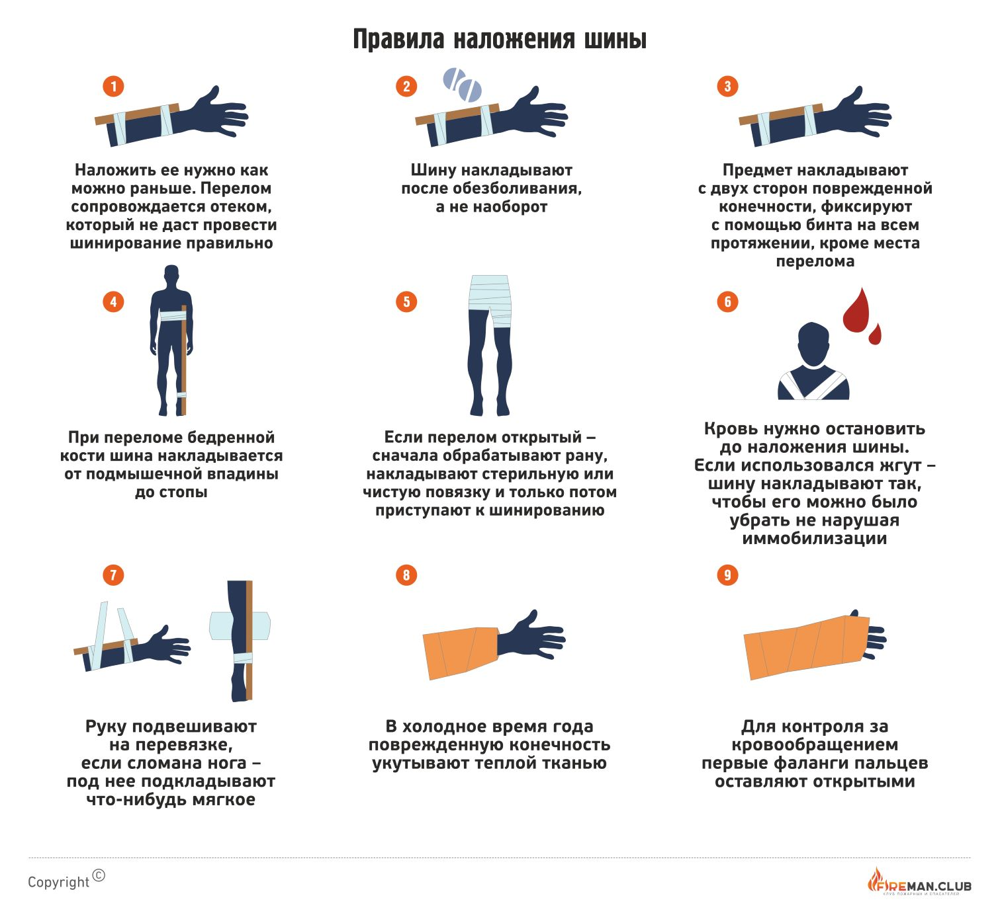 Правила наложения шины
1
Наложить ее нужно как
можно раньше. Перелом
сопровождается отеком,
который не даст провести
шинирование правильно
2
Шину накладывают
после обезболивания,
а не наоборот
3
Предмет накладывают
с двух сторон поврежденной
конечности, фиксируют
с помощью бинта на всем
протяжении, кроме места
перелома
4
При переломе бедренной
кости шина накладывается
от подмышечной впадины
до стопы
5
Если перелом открытый –
сначала обрабатывают рану,
накладывают стерильную или
чистую повязку и только потом
приступают к шинированию
6
Кровь нужно остановить
до наложения шины.
Если использовался жгут –
шину накладывают так,
чтобы его можно было
убрать не нарушая
иммобилизации
7
Руку подвешивают
на перевязке,
если сломана нога –
под нее подкладывают
что-нибудь мягкое
8
В холодное время года
поврежденную конечность
укутывают теплой тканью
9
Для контроля за
кровообращением
первые фаланги пальцев
оставляют открытыми
Copyright ©
FIREMAN.CLUB
КЛУБ ПОЖАРНЫХ И СПАСАТЕЛЕЙ